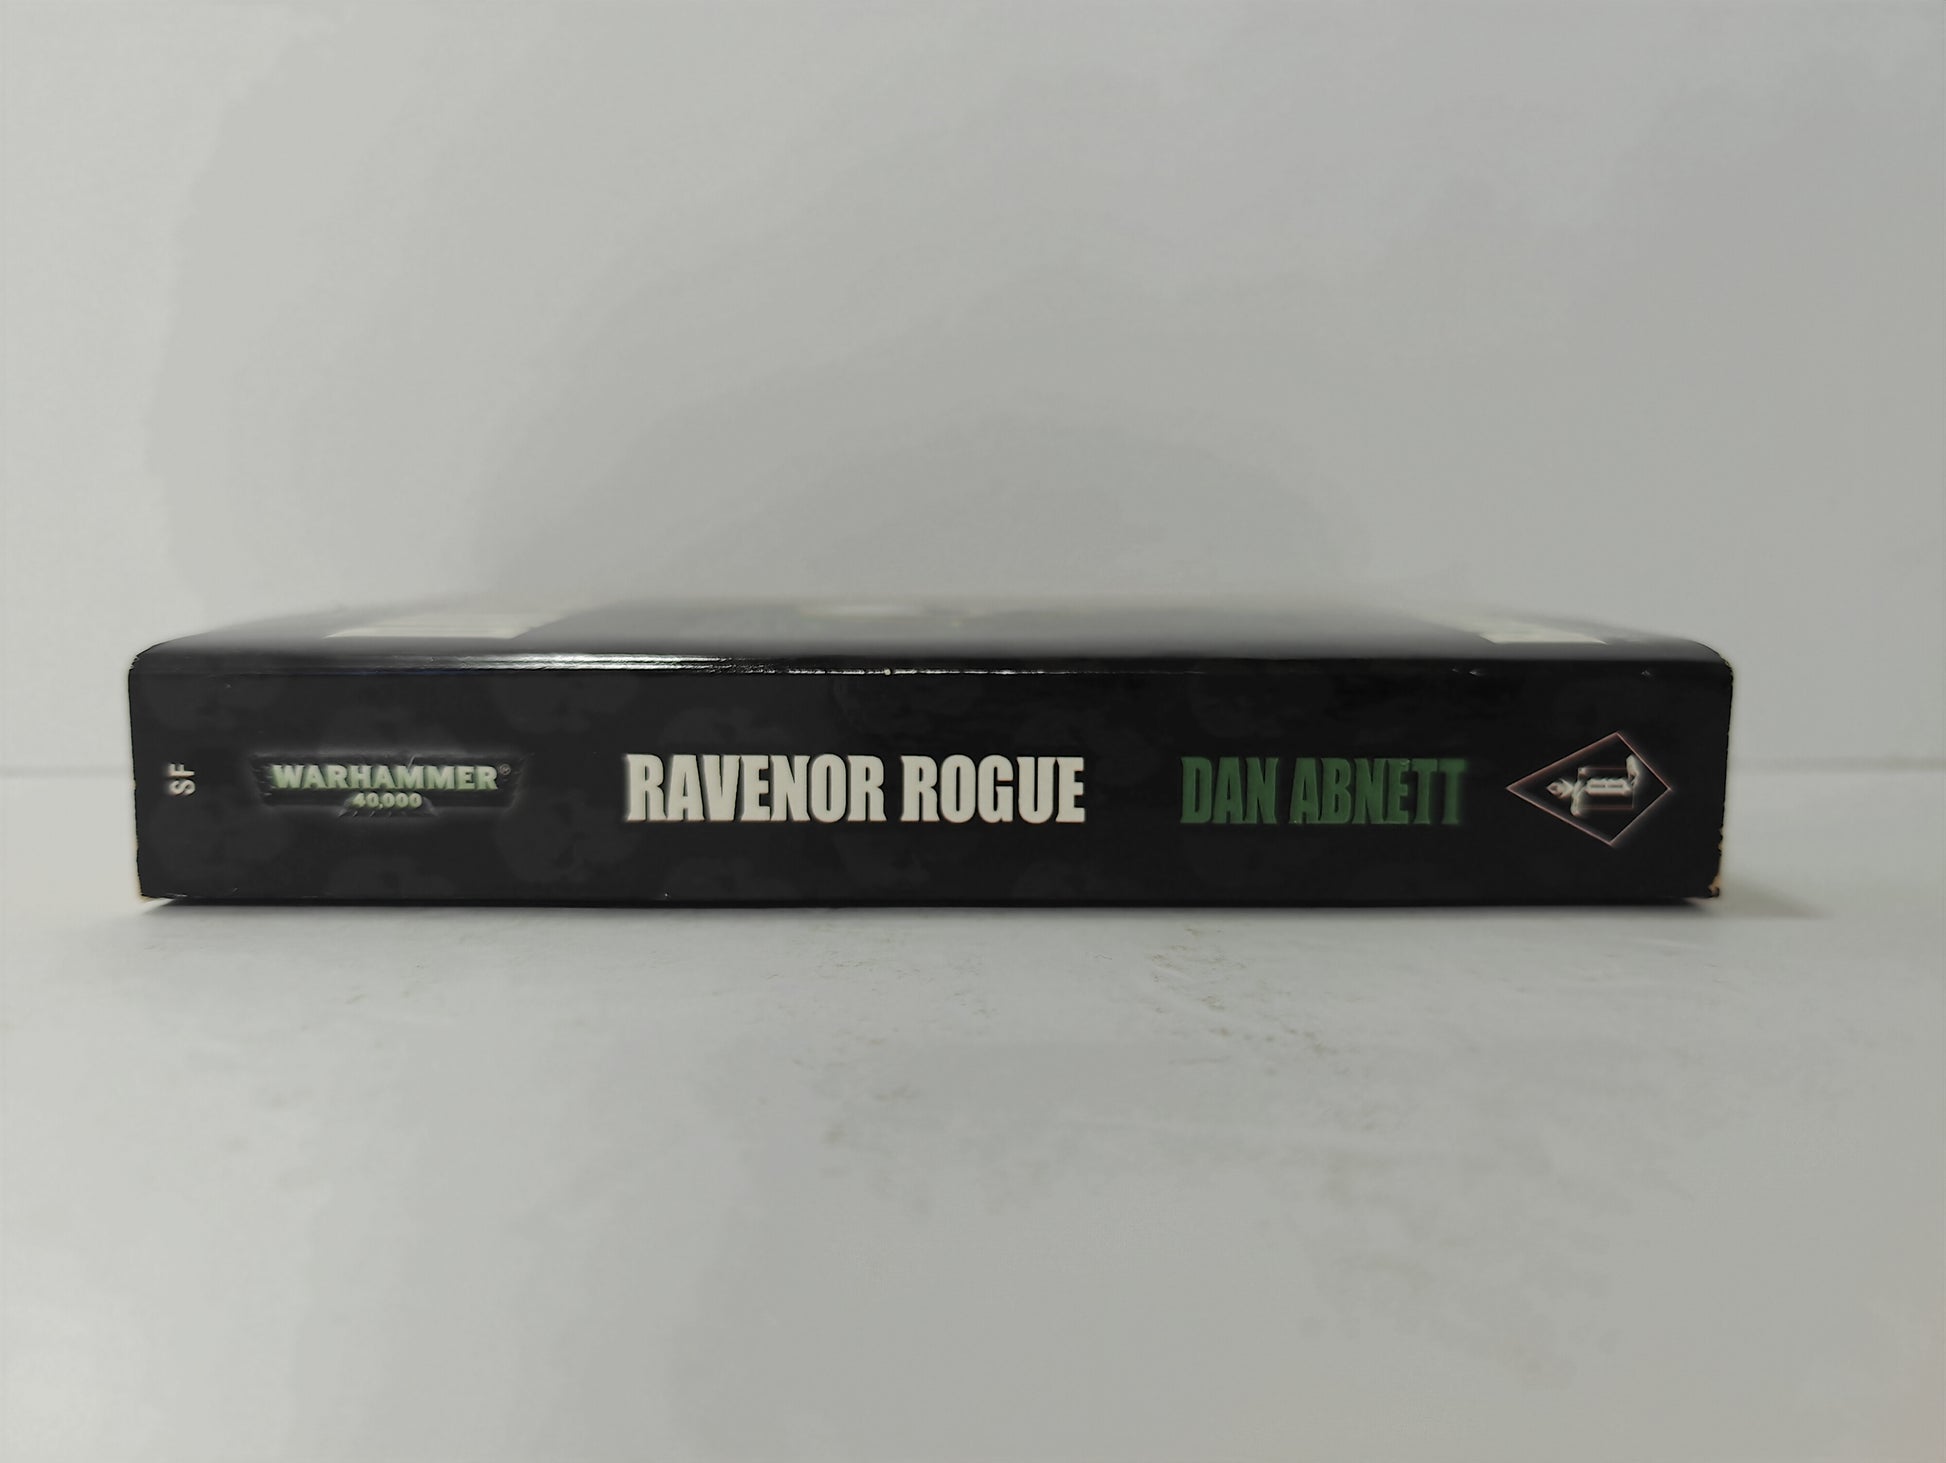 SF
WARHAMMER®
40,000
RAVENOR ROGUE
DAN ABNETT